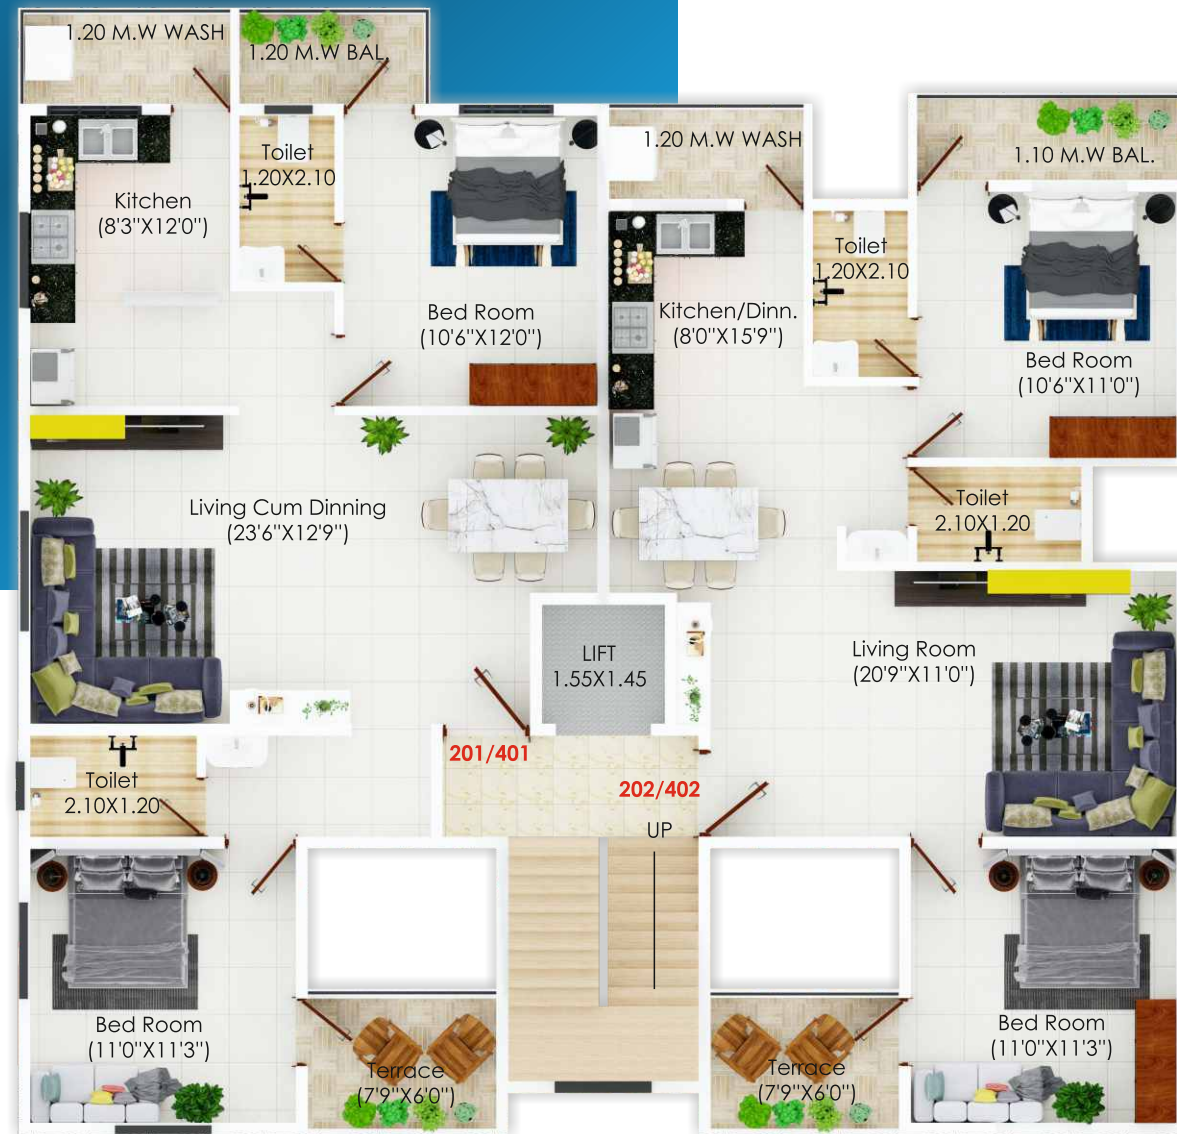 1.20 M.W WASH
1.20 M.W BAL.
Toilet
1.20X2.10
Kitchen
(8'3"X12'0")
Bed Room
(10'6"X12'0")
Living Cum Dinning
(23'6"X12'9")
1.20 M.W WASH
1.10 M.W BAL.
Toilet
1.20X2.10
Kitchen/Dinn.
(8'0"X15'9")
Bed Room
(10'6"X11'0")
Toilet
2.10X1.20
LIFT
1.55X1.45
Living Room
(20'9"X11'0")
201/401
202/402
UP
Toilet
2.10X1.20
Bed Room
(11'0"X11'3")
Terrace
(7'9"X6'0")
Terrace
(7'9"X6'0")
Bed Room
(11'0"X11'3")